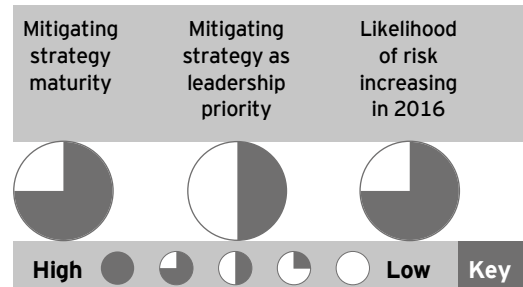 Mitigating
strategy
maturity
Mitigating
strategy as
leadership
priority
Likelihood
of risk
increasing
in 2016
High Low Key